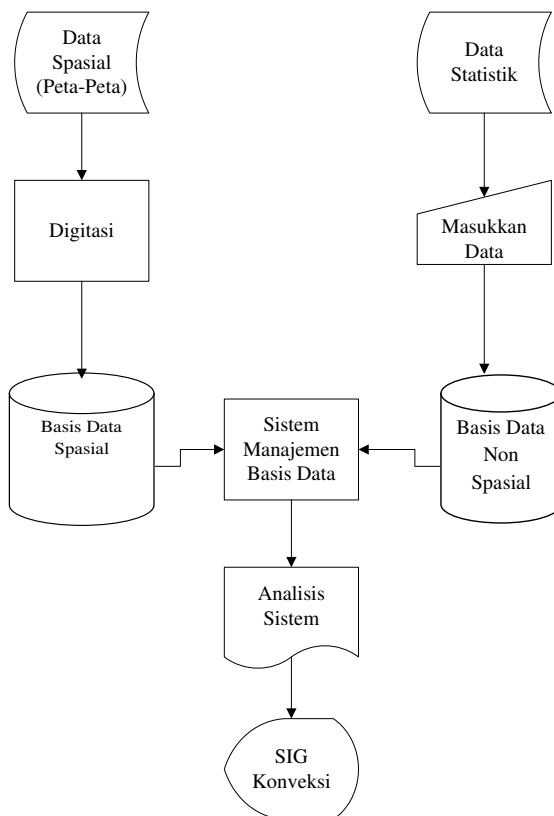 Data
Spasial
(Peta-Peta)
Data
Statistik
Digitasi
Masukkan
Data
Basis Data
Spasial
Sistem
Manajemen
Basis Data
Basis Data
Non
Spasial
Analisis
Sistem
SIG
Konveksi